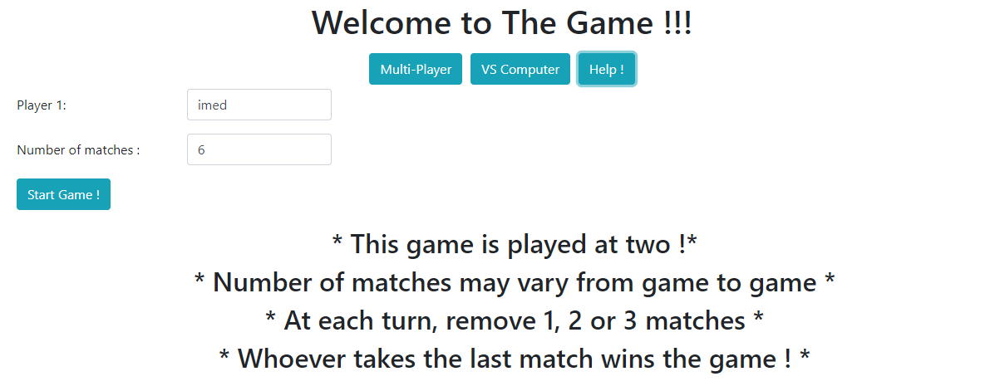 Welcome to The Game !!!
Multi-Player VS Computer Help !
Player 1: imed
Number of matches : 6
Start Game !
* This game is played at two !*
* Number of matches may vary from game to game *
* At each turn, remove 1, 2 or 3 matches *
* Whoever takes the last match wins the game ! *